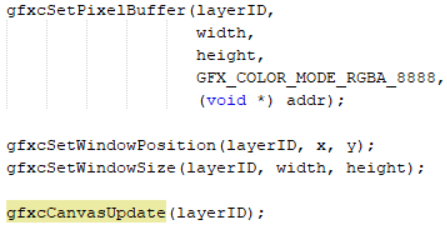 gfxcSetPixelBuffer(layerID,
width,
height,
GFX_COLOR_MODE_RGBA_8888,
(void *) addr);
gfxcSetWindowPosition(layerID, x, y);
gfxcSetWindowSize(layerID, width, height);
gfxcCanvasUpdate(layerID);